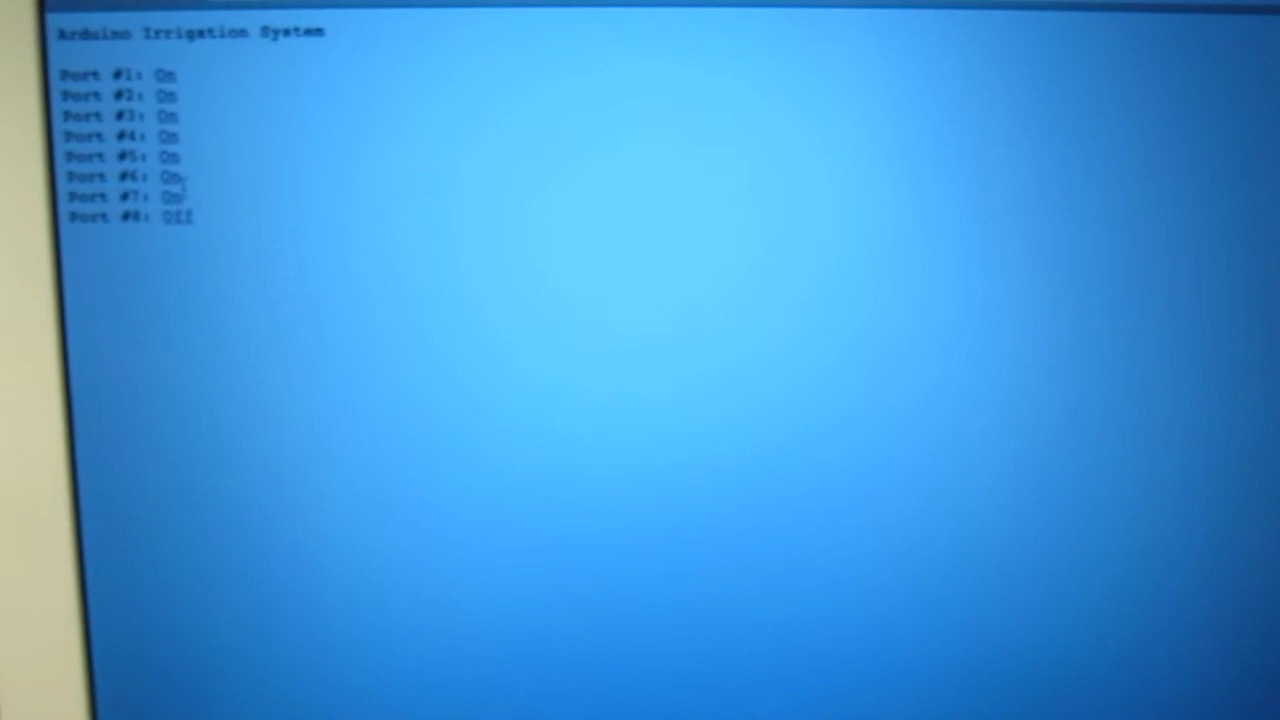 Arduino Irrigation System
Port #1: On
Port #2: On
Port #3: On
Port #4: On
Port #5: On
Port #6: On
Port #7: On
Port #8: Off